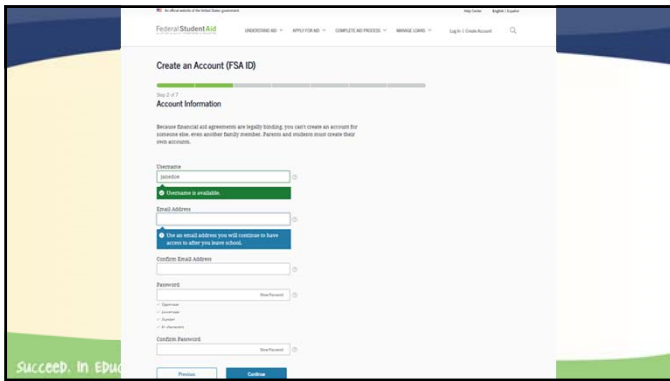 An official website of the United States government
Help Center English | Español
Federal Student Aid
UNDERSTAND AID APPLY FOR AID COMPLETE AID PROCESS MANAGE LOANS Log In | Create Account
Create an Account (FSA ID)
Step 2 of 7
Account Information
Because financial aid agreements are legally binding, you can't create an account for
someone else, even another family member. Parents and students must create their
own accounts.
Username
janedoe
Username is available.
Email Address
Use an email address you will continue to have
access to after you leave school.
Confirm Email Address
Password
Show Password
Uppercase
Lowercase
Number
8+ characters
Confirm Password
Show Password
Previous Continue
Succeed. In